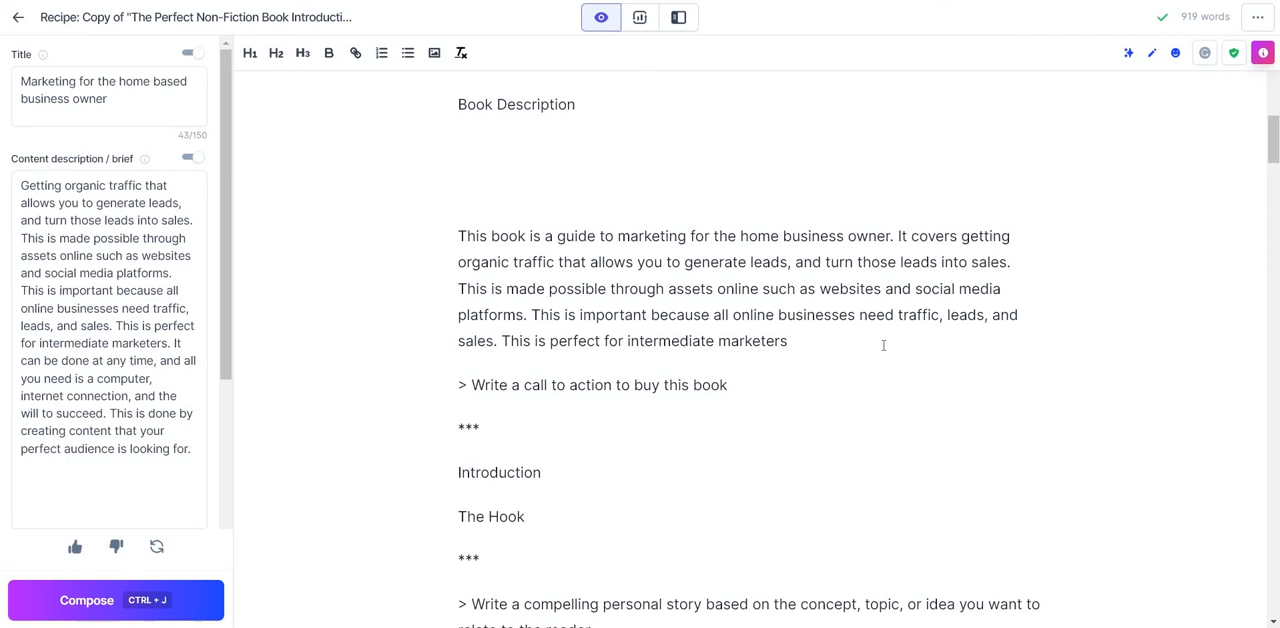 Recipe: Copy of "The Perfect Non-Fiction Book Introducti...
919 words
Title
Marketing for the home based
business owner
43/150
Content description / brief
Getting organic traffic that
allows you to generate leads,
and turn those leads into sales.
This is made possible through
assets online such as websites
and social media platforms.
This is important because all
online businesses need traffic,
leads, and sales. This is perfect
for intermediate marketers. It
can be done at any time, and all
you need is a computer,
internet connection, and the
will to succeed. This is done by
creating content that your
perfect audience is looking for.
Compose CTRL + J
H1 H2 H3 B
Book Description
This book is a guide to marketing for the home business owner. It covers getting
organic traffic that allows you to generate leads, and turn those leads into sales.
This is made possible through assets online such as websites and social media
platforms. This is important because all online businesses need traffic, leads, and
sales. This is perfect for intermediate marketers
> Write a call to action to buy this book
***
Introduction
The Hook
***
> Write a compelling personal story based on the concept, topic, or idea you want to
relate to the reader